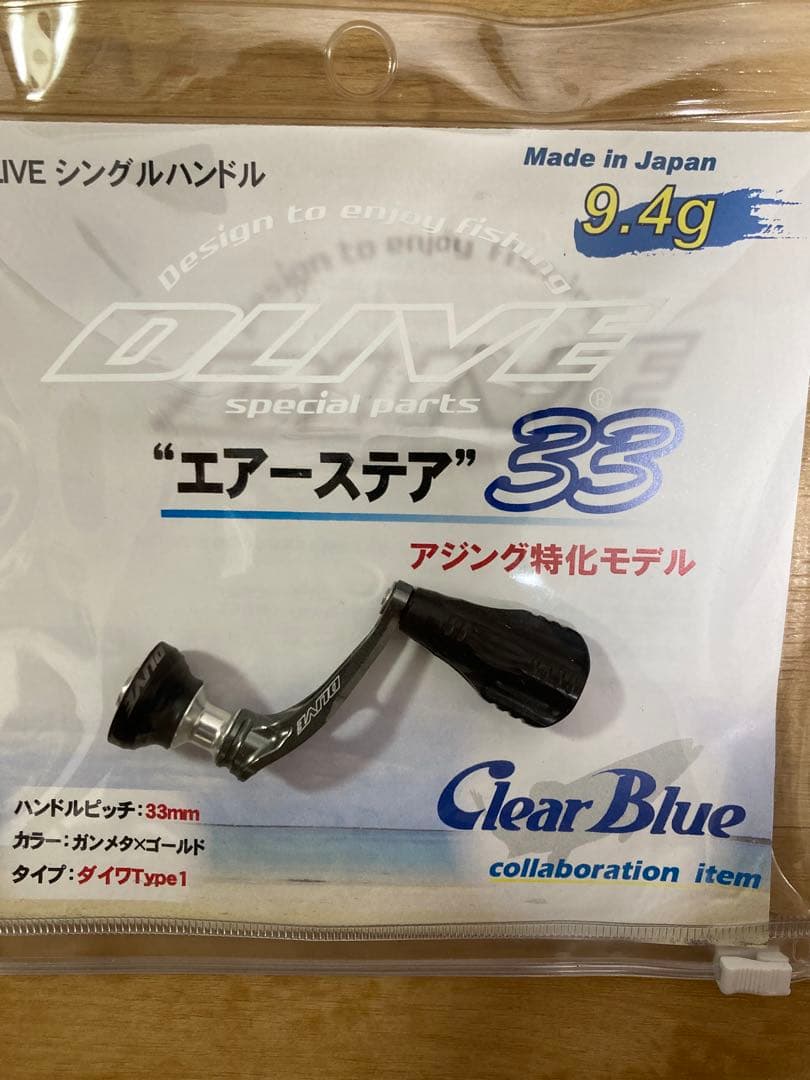 LIVE シングルハンドル
Made in Japan
9.4g
Design to enjoy fishing
DLIVE
special parts ®
“エアーステア” 33
アジング特化モデル
DLIVE
DLIVE
Clear Blue
collaboration item
ハンドルピッチ:33mm
カラー:ガンメタ×ゴールド
タイプ:ダイワType1